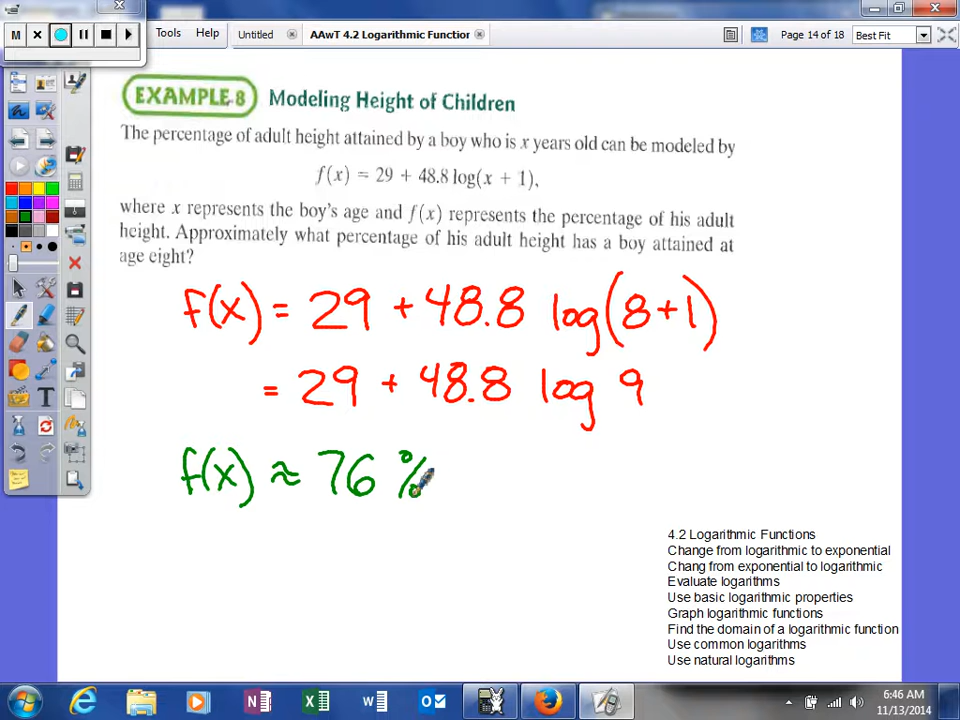 M
Tools Help Untitled AAwT 4.2 Logarithmic Function Page 14 of 18 Best Fit
EXAMPLE 8 Modeling Height of Children
The percentage of adult height attained by a boy who is x years old can be modeled by
f(x) = 29 + 48.8 log(x + 1),
where x represents the boy's age and f(x) represents the percentage of his adult
height. Approximately what percentage of his adult height has a boy attained at
age eight?
f(x) = 29 + 48.8 log(8+1)
= 29 + 48.8 log 9
f(x) ≈ 76 %
4.2 Logarithmic Functions
Change from logarithmic to exponential
Chang from exponential to logarithmic
Evaluate logarithms
Use basic logarithmic properties
Graph logarithmic functions
Find the domain of a logarithmic function
Use common logarithms
Use natural logarithms
6:46 AM
11/13/2014